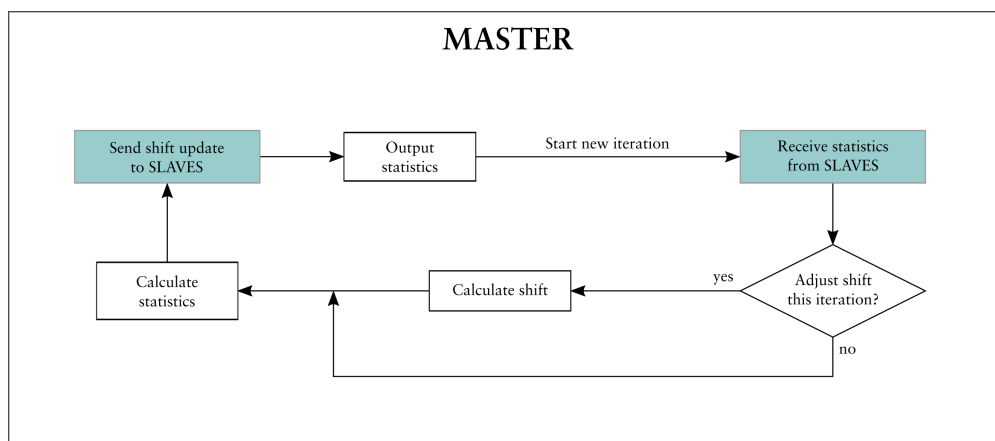 MASTER
Send shift update
to SLAVES
Output
statistics
Start new iteration
Receive statistics
from SLAVES
Calculate
statistics
Calculate shift
yes
Adjust shift
this iteration?
no